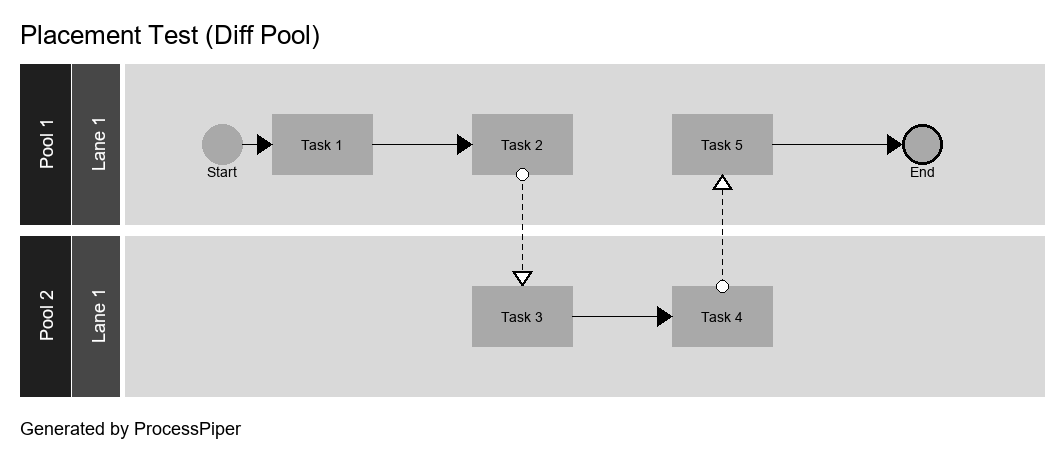 Placement Test (Diff Pool)
Pool 1
Lane 1
Start
Task 1
Task 2
Task 5
End
Pool 2
Lane 1
Task 3
Task 4
Generated by ProcessPiper